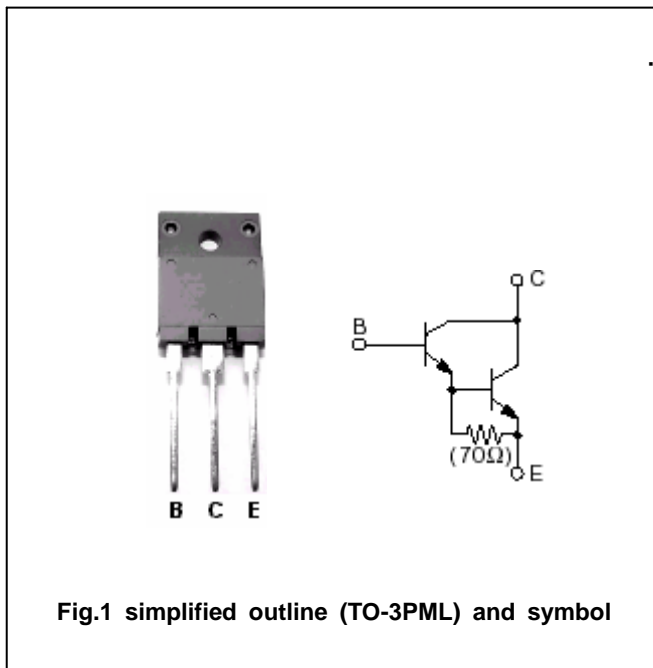 .
C
B
(70Ω)
E
B C E
Fig.1 simplified outline (TO-3PML) and symbol